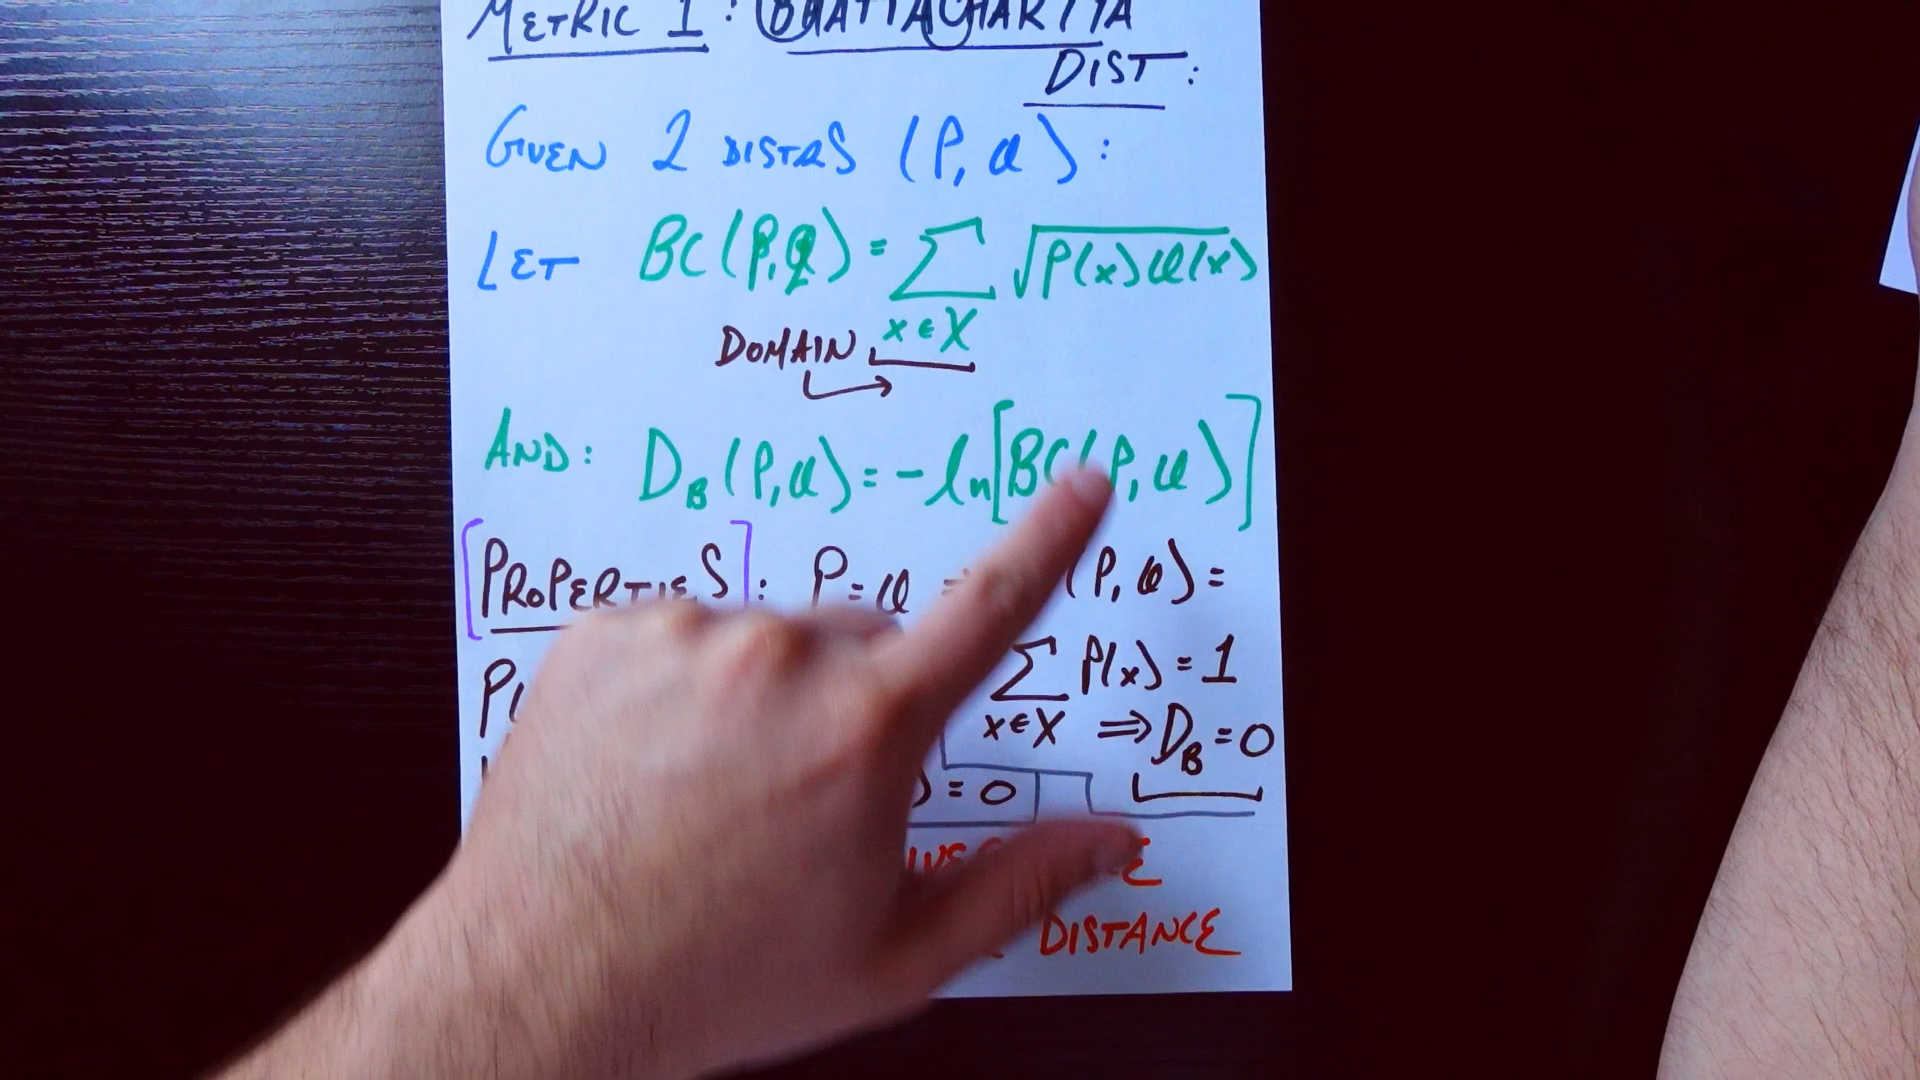 METRIC 1 : BHATTACHARYYA
DIST :
GIVEN 2 DISTRS (P, Q) :
LET BC(P,Q) = ∑ √P(x)Q(x)
DOMAIN x ∈ X
AND: D_B(P,Q) = -ln[BC(P,Q)]
[PROPERTIES]: P=Q (P,Q) =
∑ P(x) = 1
x∈X ⇒ D_B = 0
) = 0
DISTANCE